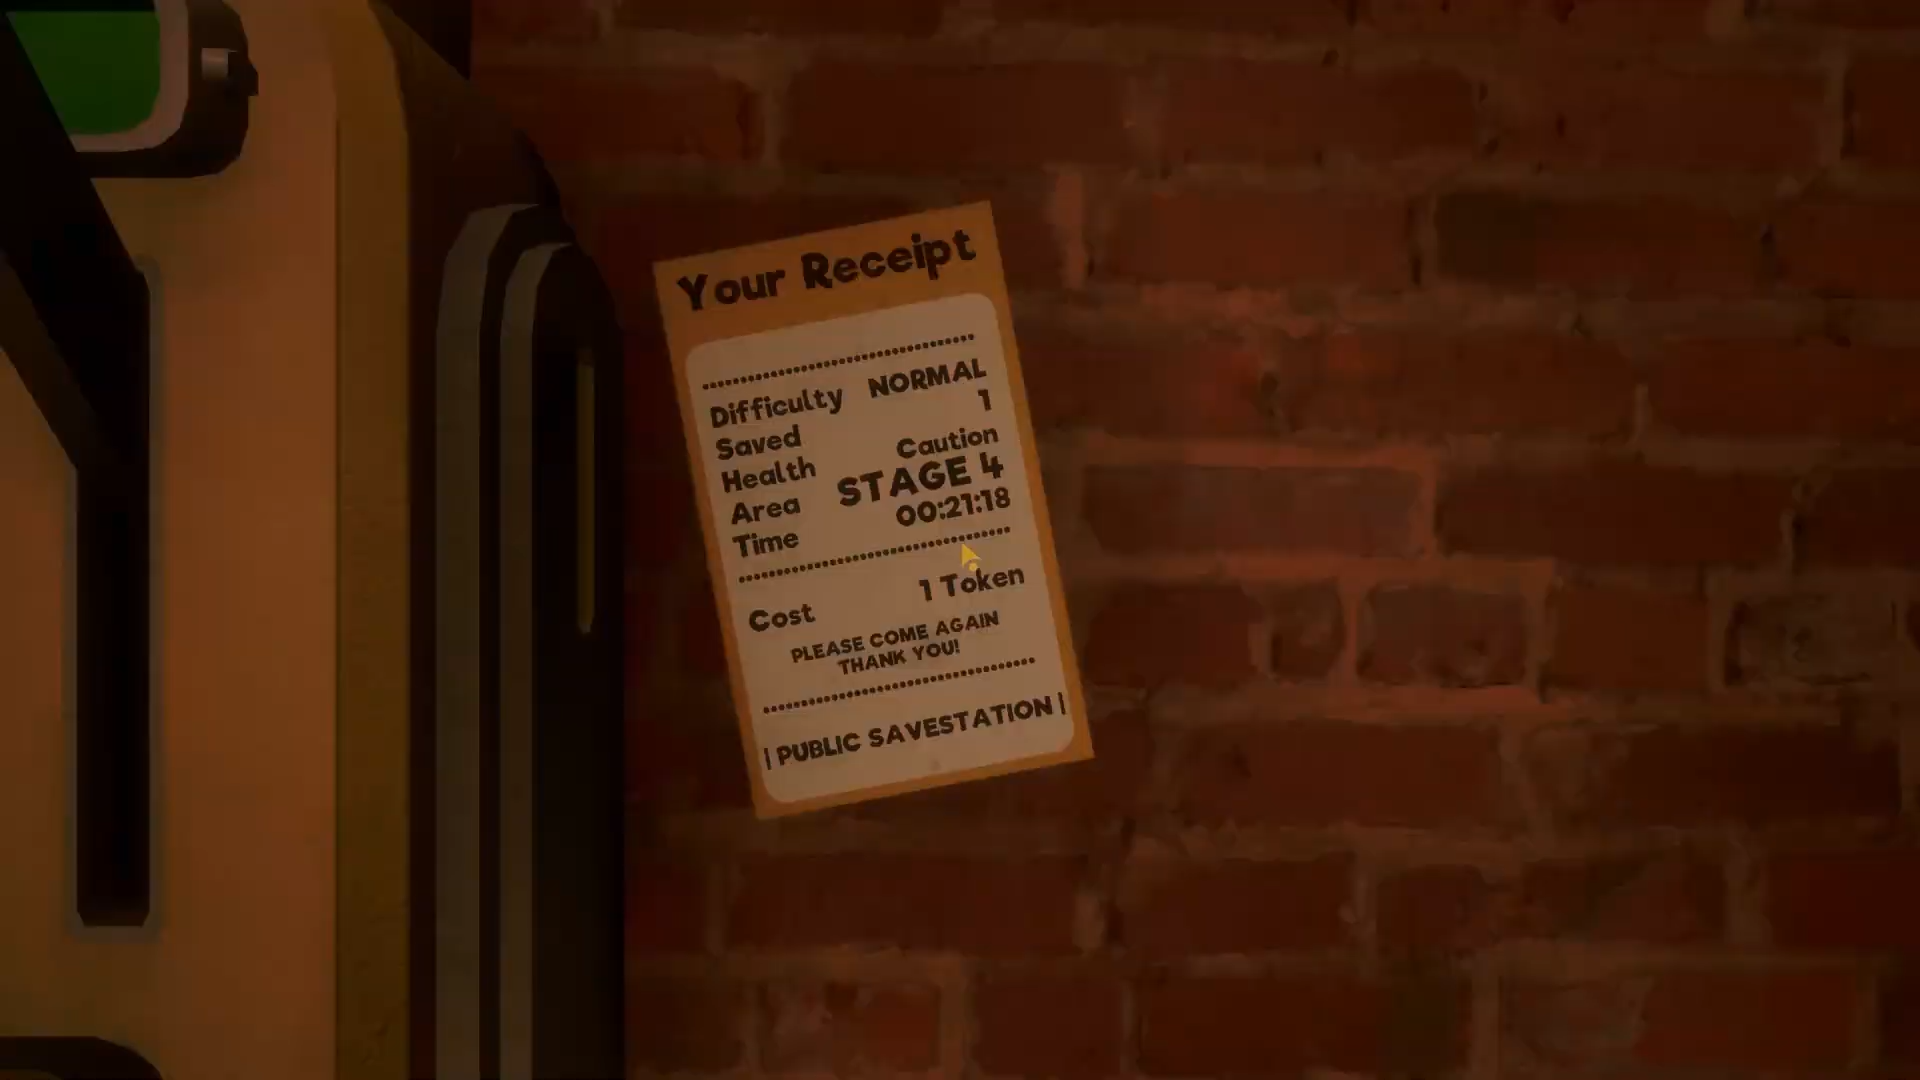 Your Receipt
Difficulty NORMAL
Saved 1
Health Caution
Area STAGE 4
Time 00:21:18
Cost 1 Token
PLEASE COME AGAIN
THANK YOU!
| PUBLIC SAVESTATION |